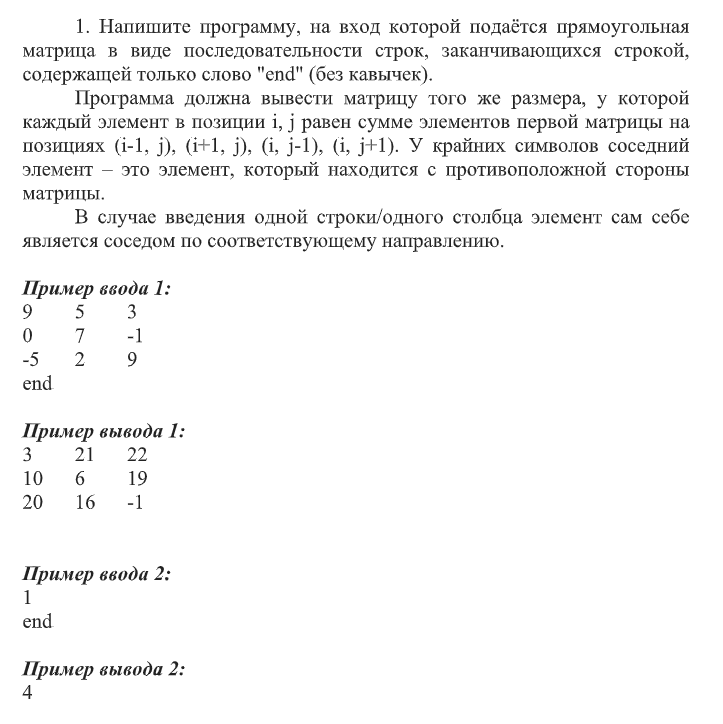 1. Напишите программу, на вход которой подаётся прямоугольная
матрица в виде последовательности строк, заканчивающихся строкой,
содержащей только слово "end" (без кавычек).
Программа должна вывести матрицу того же размера, у которой
каждый элемент в позиции i, j равен сумме элементов первой матрицы на
позициях (i-1, j), (i+1, j), (i, j-1), (i, j+1). У крайних символов соседний
элемент – это элемент, который находится с противоположной стороны
матрицы.
В случае введения одной строки/одного столбца элемент сам себе
является соседом по соответствующему направлению.
Пример ввода 1:
9 5 3
0 7 -1
-5 2 9
end
Пример вывода 1:
3 21 22
10 6 19
20 16 -1
Пример ввода 2:
1
end
Пример вывода 2:
4